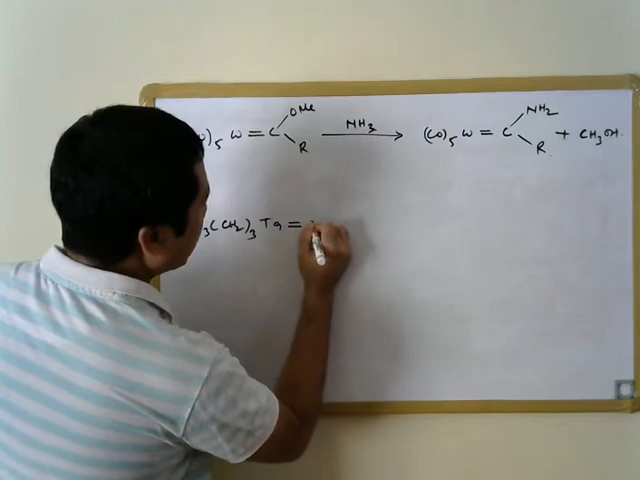 OMe NH2
)5 W = C NH3 (CO)5 W = C + CH3OH.
R R
3(CH2)3 Ta =